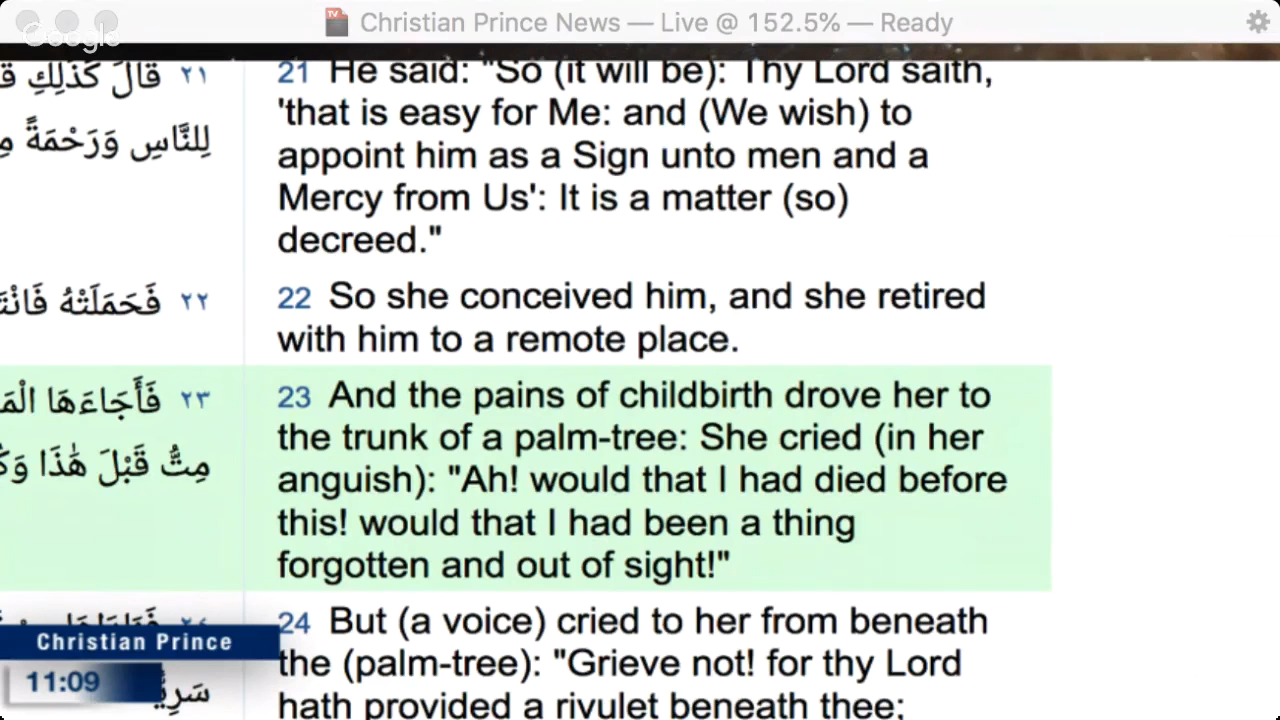 Christian Prince News — Live @ 152.5% — Ready
Google
٢١ قَالَ كَذَٰلِكِ
لِلنَّاسِ وَرَحْمَةً
21 He said: "So (it will be): Thy Lord saith,
'that is easy for Me: and (We wish) to
appoint him as a Sign unto men and a
Mercy from Us': It is a matter (so)
decreed."
٢٢ فَحَمَلَتْهُ
22 So she conceived him, and she retired
with him to a remote place.
٢٣ فَأَجَاءَهَا
مِتُّ قَبْلَ هَٰذَا
23 And the pains of childbirth drove her to
the trunk of a palm-tree: She cried (in her
anguish): "Ah! would that I had died before
this! would that I had been a thing
forgotten and out of sight!"
24 But (a voice) cried to her from beneath
the (palm-tree): "Grieve not! for thy Lord
hath provided a rivulet beneath thee;
Christian Prince
11:09